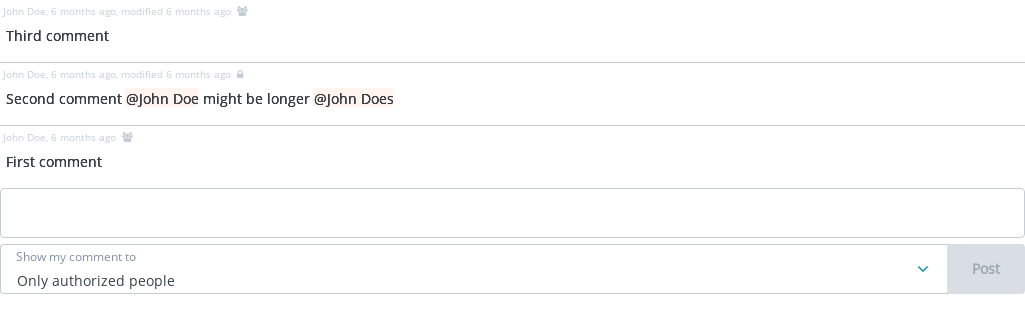 John Doe, 6 months ago, modified 6 months ago
Third comment
John Doe, 6 months ago, modified 6 months ago
Second comment @John Doe might be longer @John Does
John Doe, 6 months ago
First comment
Show my comment to
Only authorized people
Post